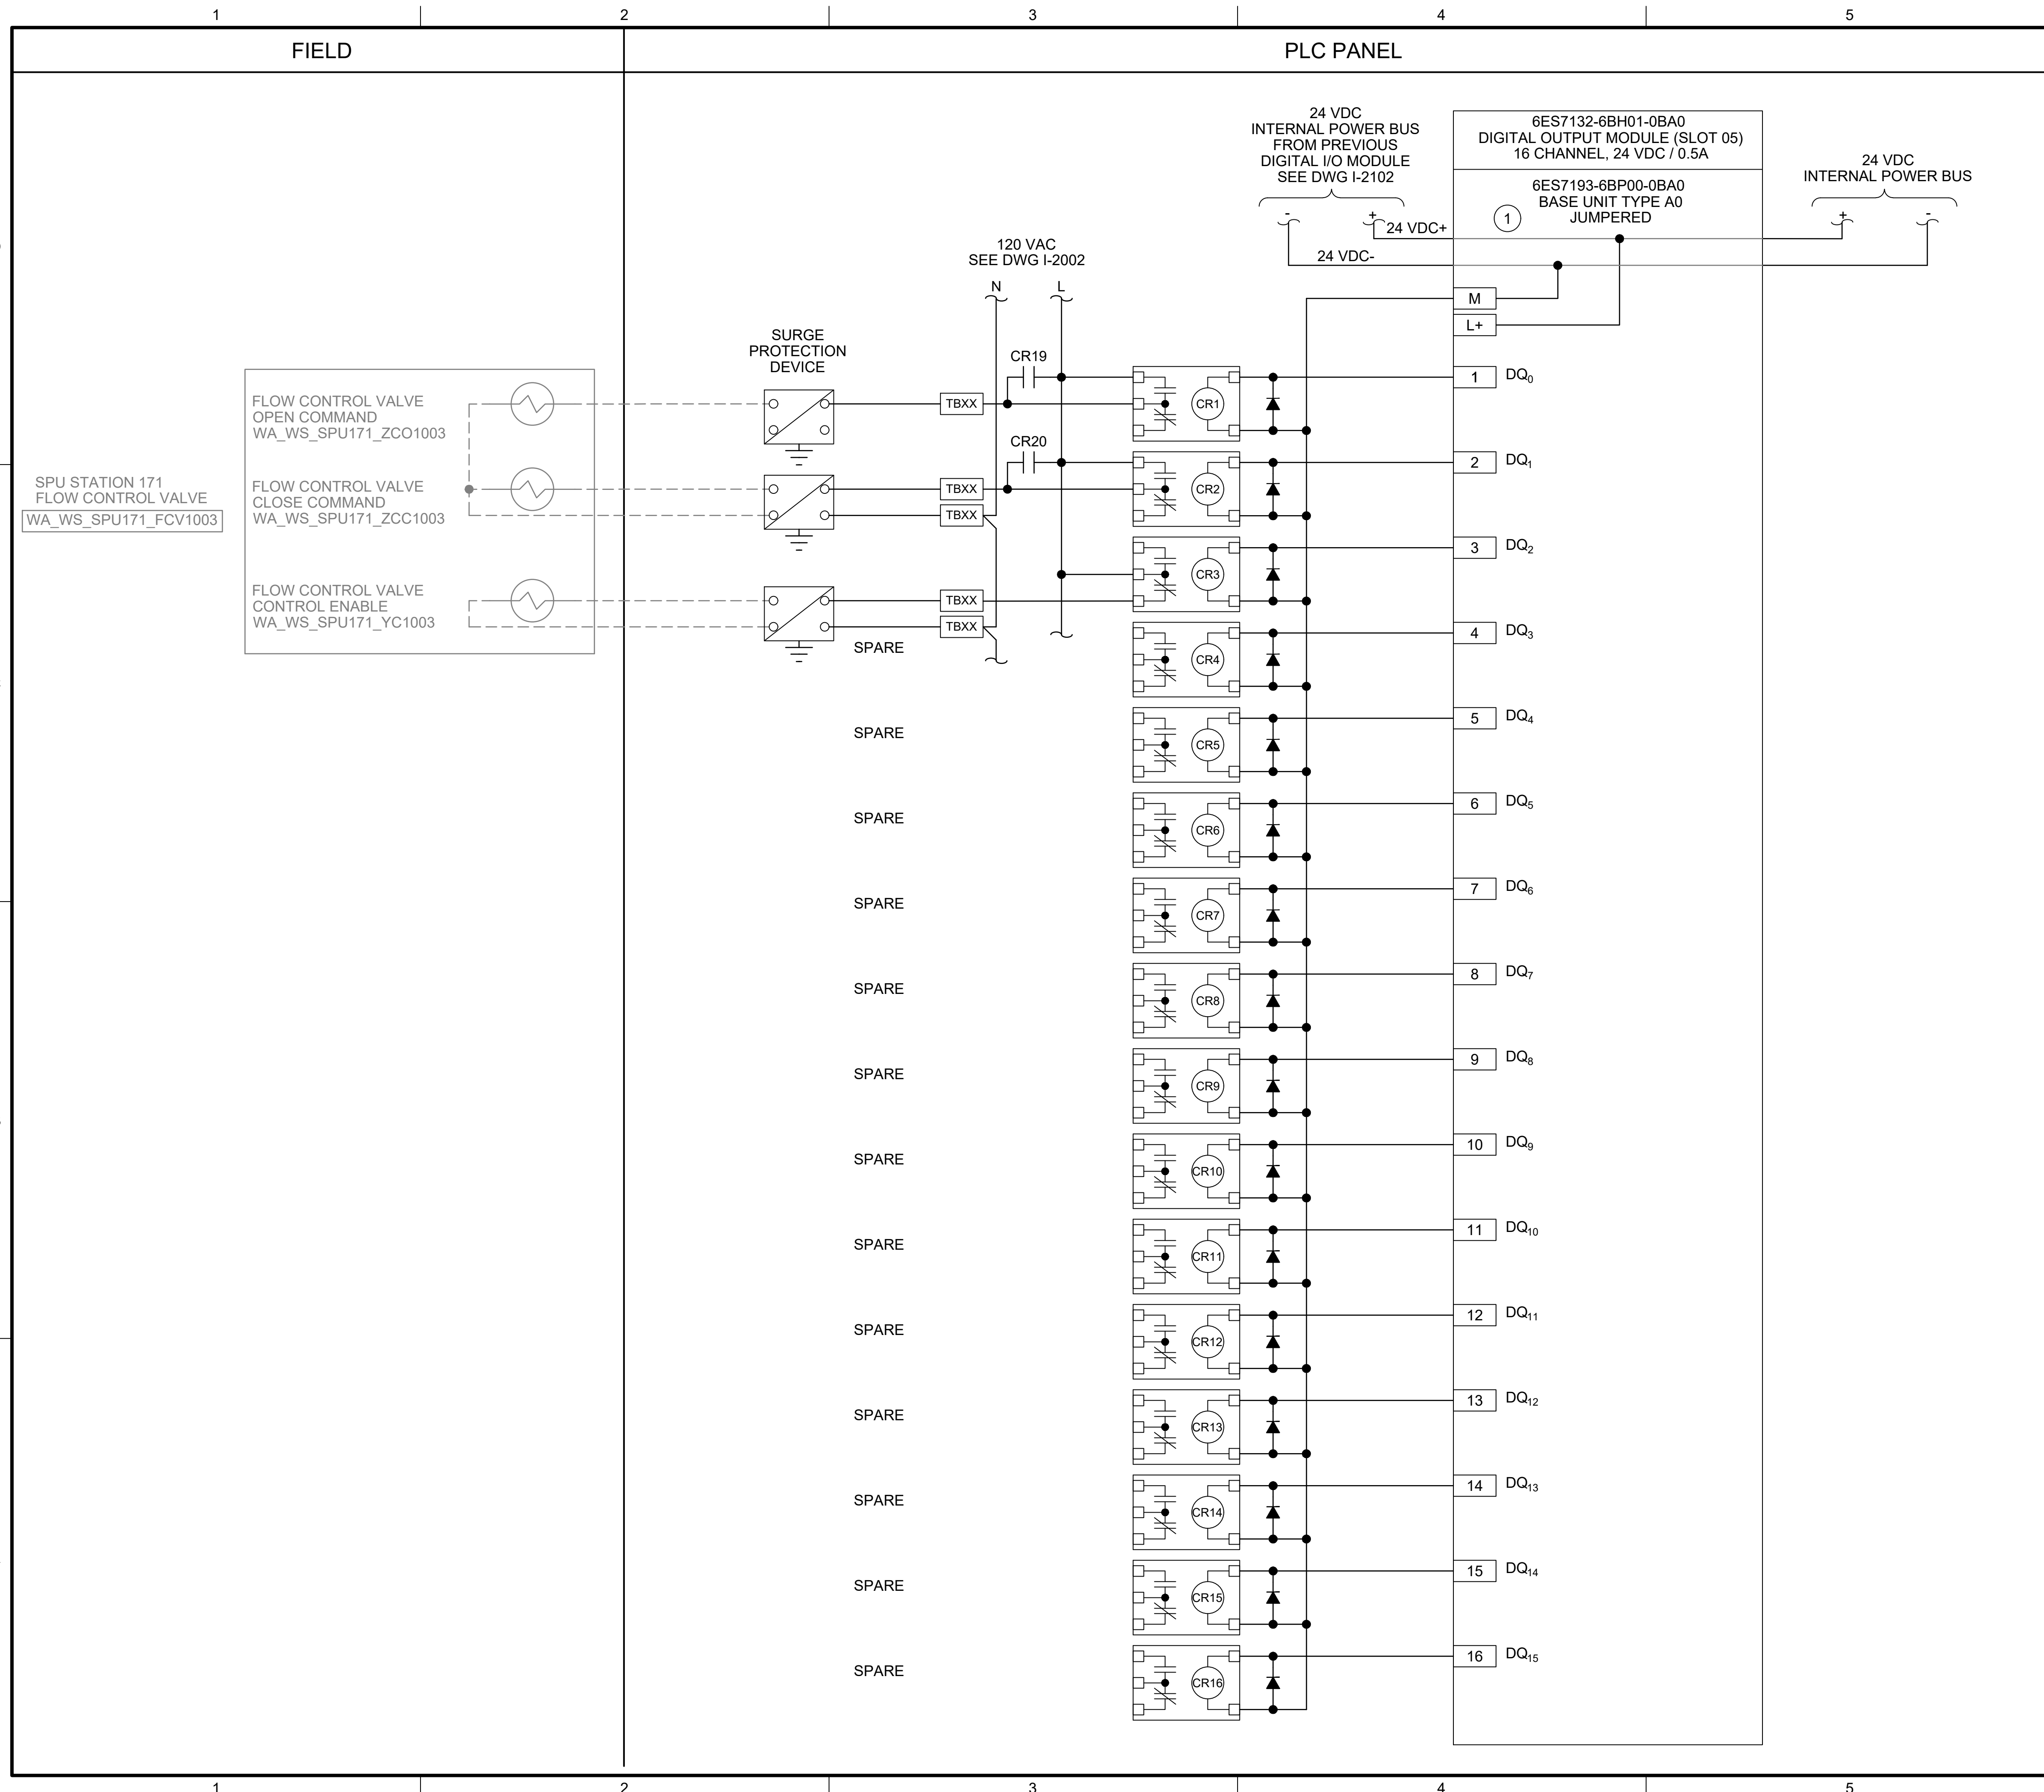 1
2
3
4
5
FIELD
PLC PANEL
24 VDC
INTERNAL POWER BUS
FROM PREVIOUS
DIGITAL I/O MODULE
SEE DWG I-2102
-
+
24 VDC+
24 VDC-
6ES7132-6BH01-0BA0
DIGITAL OUTPUT MODULE (SLOT 05)
16 CHANNEL, 24 VDC / 0.5A
6ES7193-6BP00-0BA0
BASE UNIT TYPE A0
JUMPERED
1
24 VDC
INTERNAL POWER BUS
+
-
120 VAC
SEE DWG I-2002
N
L
M
L+
SURGE
PROTECTION
DEVICE
SPU STATION 171
FLOW CONTROL VALVE
WA_WS_SPU171_FCV1003
FLOW CONTROL VALVE
OPEN COMMAND
WA_WS_SPU171_ZCO1003
TBXX
CR19
CR1
1
DQ0
FLOW CONTROL VALVE
CLOSE COMMAND
WA_WS_SPU171_ZCC1003
TBXX
TBXX
CR20
CR2
2
DQ1
FLOW CONTROL VALVE
CONTROL ENABLE
WA_WS_SPU171_YC1003
TBXX
TBXX
CR3
3
DQ2
SPARE
CR4
4
DQ3
SPARE
CR5
5
DQ4
SPARE
CR6
6
DQ5
SPARE
CR7
7
DQ6
SPARE
CR8
8
DQ7
SPARE
CR9
9
DQ8
SPARE
CR10
10
DQ9
SPARE
CR11
11
DQ10
SPARE
CR12
12
DQ11
SPARE
CR13
13
DQ12
SPARE
CR14
14
DQ13
SPARE
CR15
15
DQ14
SPARE
CR16
16
DQ15
1
2
3
4
5